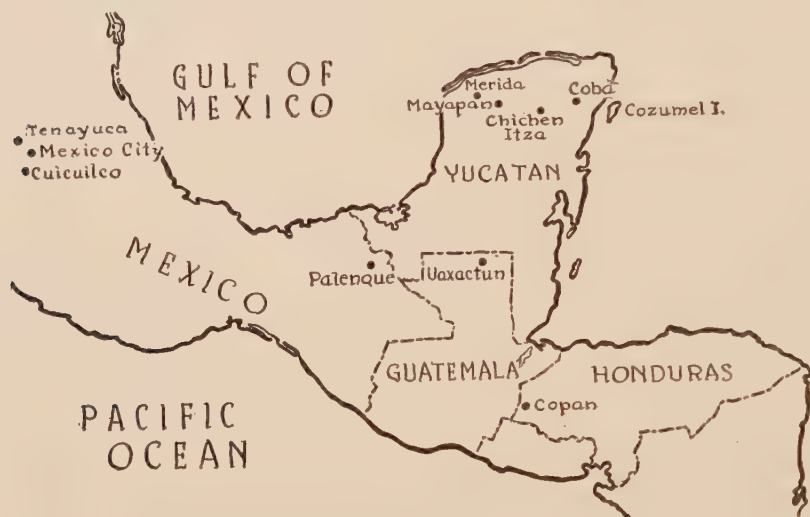 GULF OF
MEXICO
Merida
Mayapan
Coba
Chichen
Itza
Cozumel I.
Tenayuca
Mexico City
Cuicuilco
YUCATAN
MEXICO
Palenque
Uaxactun
GUATEMALA
HONDURAS
Copan
PACIFIC
OCEAN